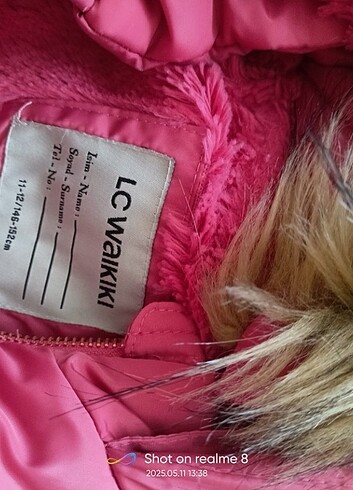 LC WAIKIKI
İsim - Name :
Soyad - Surname :
Tel - No :
11-12/146-152cm
Shot on realme 8
2025.05.11 13:38